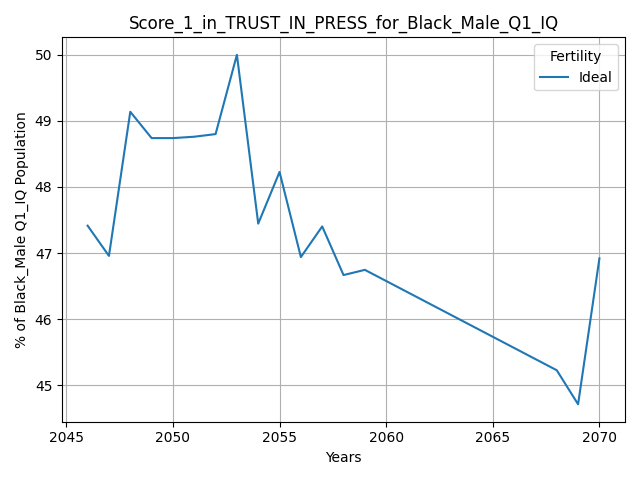 Score_1_in_TRUST_IN_PRESS_for_Black_Male_Q1_IQ
Fertility
Ideal
% of Black_Male Q1_IQ Population
50
49
48
47
46
45
2045
2050
2055
2060
2065
2070
Years